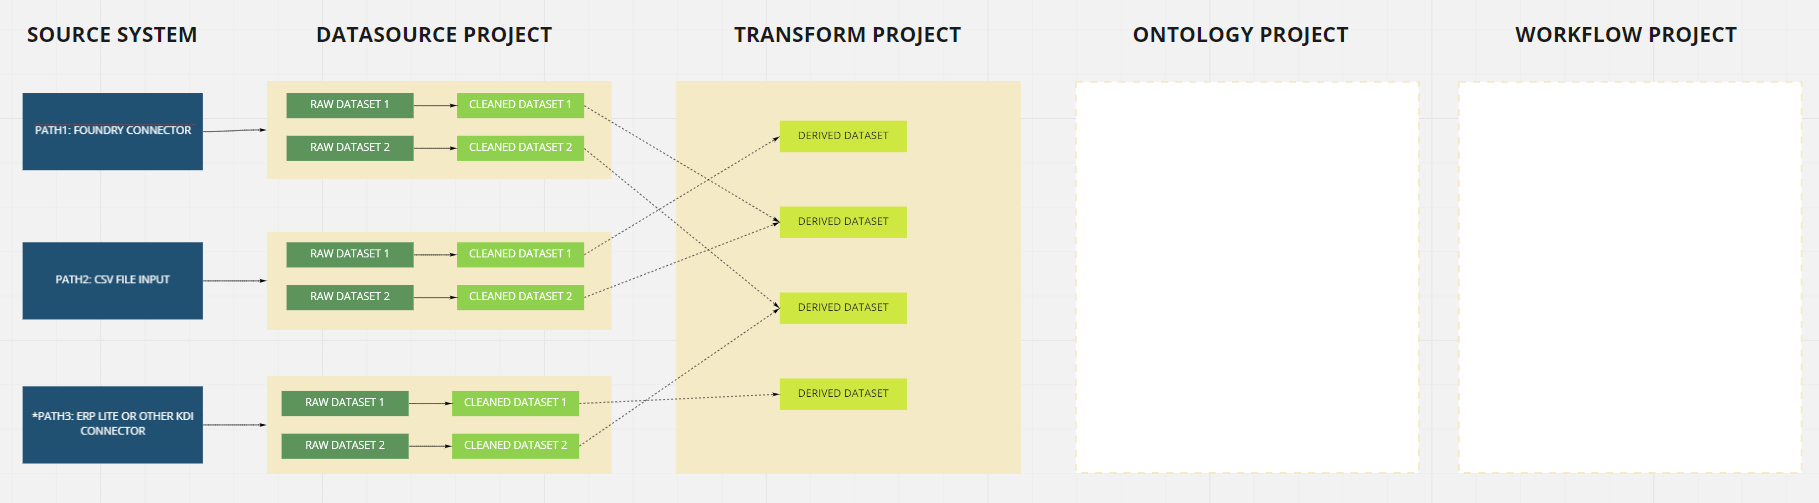 SOURCE SYSTEM
DATASOURCE PROJECT
TRANSFORM PROJECT
ONTOLOGY PROJECT
WORKFLOW PROJECT
PATH1: FOUNDRY CONNECTOR
RAW DATASET 1
CLEANED DATASET 1
RAW DATASET 2
CLEANED DATASET 2
PATH2: CSV FILE INPUT
RAW DATASET 1
CLEANED DATASET 1
RAW DATASET 2
CLEANED DATASET 2
*PATH3: ERP LITE OR OTHER KDI
CONNECTOR
RAW DATASET 1
CLEANED DATASET 1
RAW DATASET 2
CLEANED DATASET 2
DERIVED DATASET
DERIVED DATASET
DERIVED DATASET
DERIVED DATASET